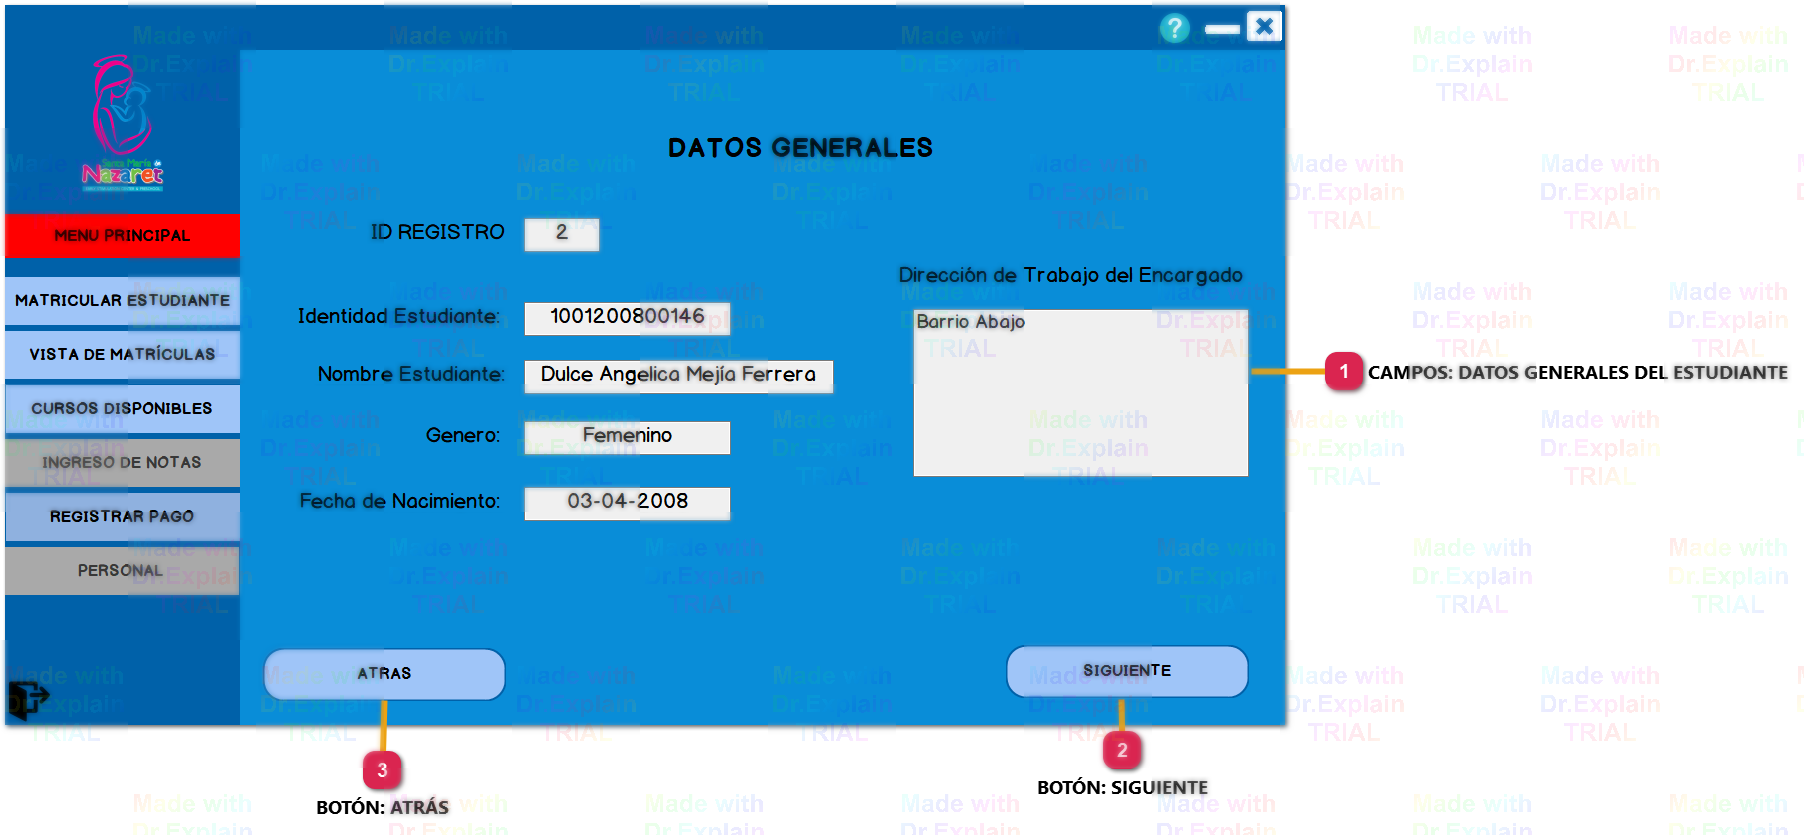 Santa María de
Nazaret
MENU PRINCIPAL
MATRICULAR ESTUDIANTE
VISTA DE MATRÍCULAS
CURSOS DISPONIBLES
INGRESO DE NOTAS
REGISTRAR PAGO
PERSONAL
?
DATOS GENERALES
ID REGISTRO 2
Identidad Estudiante: 1001200800146
Nombre Estudiante: Dulce Angelica Mejía Ferrera
Genero: Femenino
Fecha de Nacimiento: 03-04-2008
Dirección de Trabajo del Encargado
Barrio Abajo
1 CAMPOS: DATOS GENERALES DEL ESTUDIANTE
ATRAS
SIGUIENTE
3
BOTÓN: ATRÁS
2
BOTÓN: SIGUIENTE
Made with
Dr.Explain
TRIAL